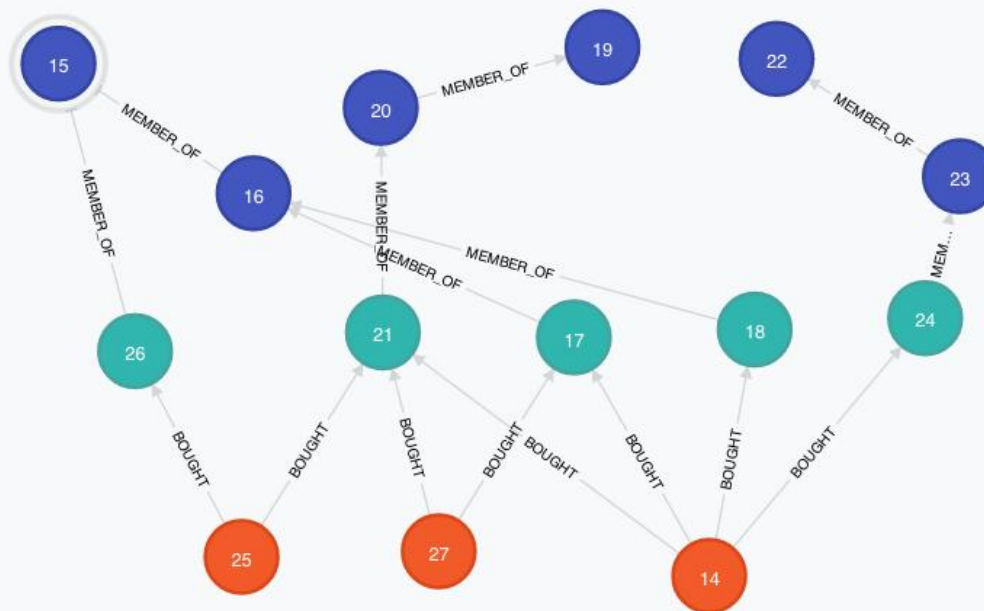 19
22
15
MEMBER_OF
20
MEMBER_OF
MEMBER_OF
23
16
MEMBER_OF
MEMBER_OF
MEMBER_OF
MEMBER_OF
MEM...
24
18
21
17
26
BOUGHT
BOUGHT
BOUGHT
BOUGHT
BOUGHT
BOUGHT
BOUGHT
BOUGHT
27
25
14